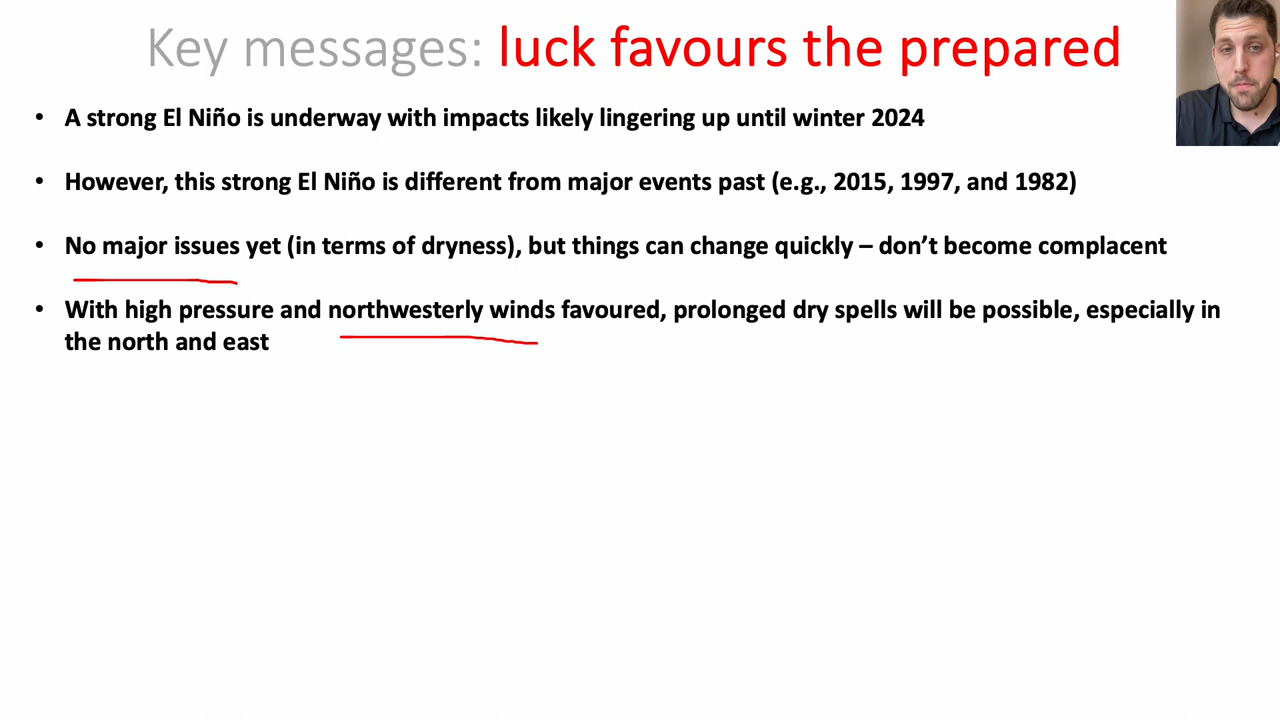 Key messages: luck favours the prepared
• A strong El Niño is underway with impacts likely lingering up until winter 2024
• However, this strong El Niño is different from major events past (e.g., 2015, 1997, and 1982)
• No major issues yet (in terms of dryness), but things can change quickly – don’t become complacent
• With high pressure and northwesterly winds favoured, prolonged dry spells will be possible, especially in
the north and east